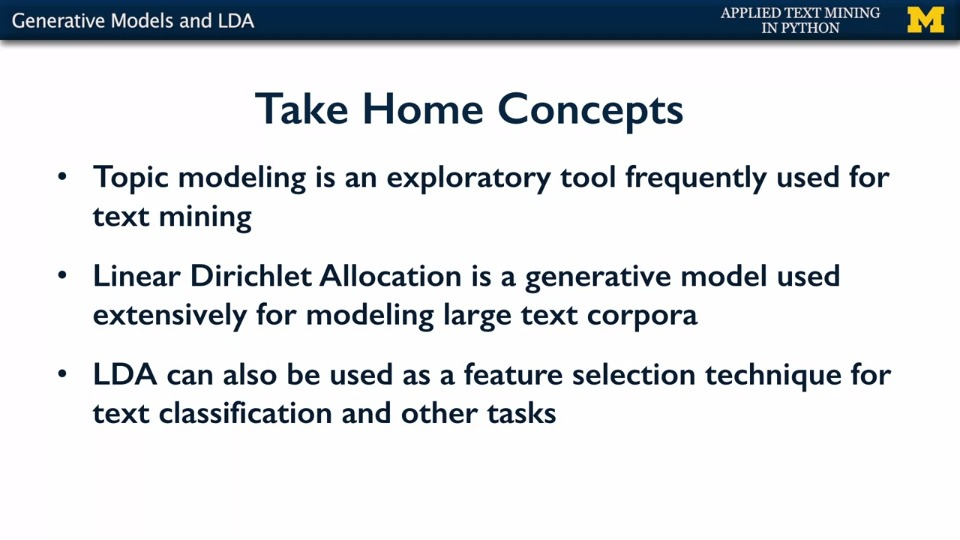 Generative Models and LDA
APPLIED TEXT MINING
IN PYTHON
M
Take Home Concepts
• Topic modeling is an exploratory tool frequently used for
text mining
• Linear Dirichlet Allocation is a generative model used
extensively for modeling large text corpora
• LDA can also be used as a feature selection technique for
text classification and other tasks